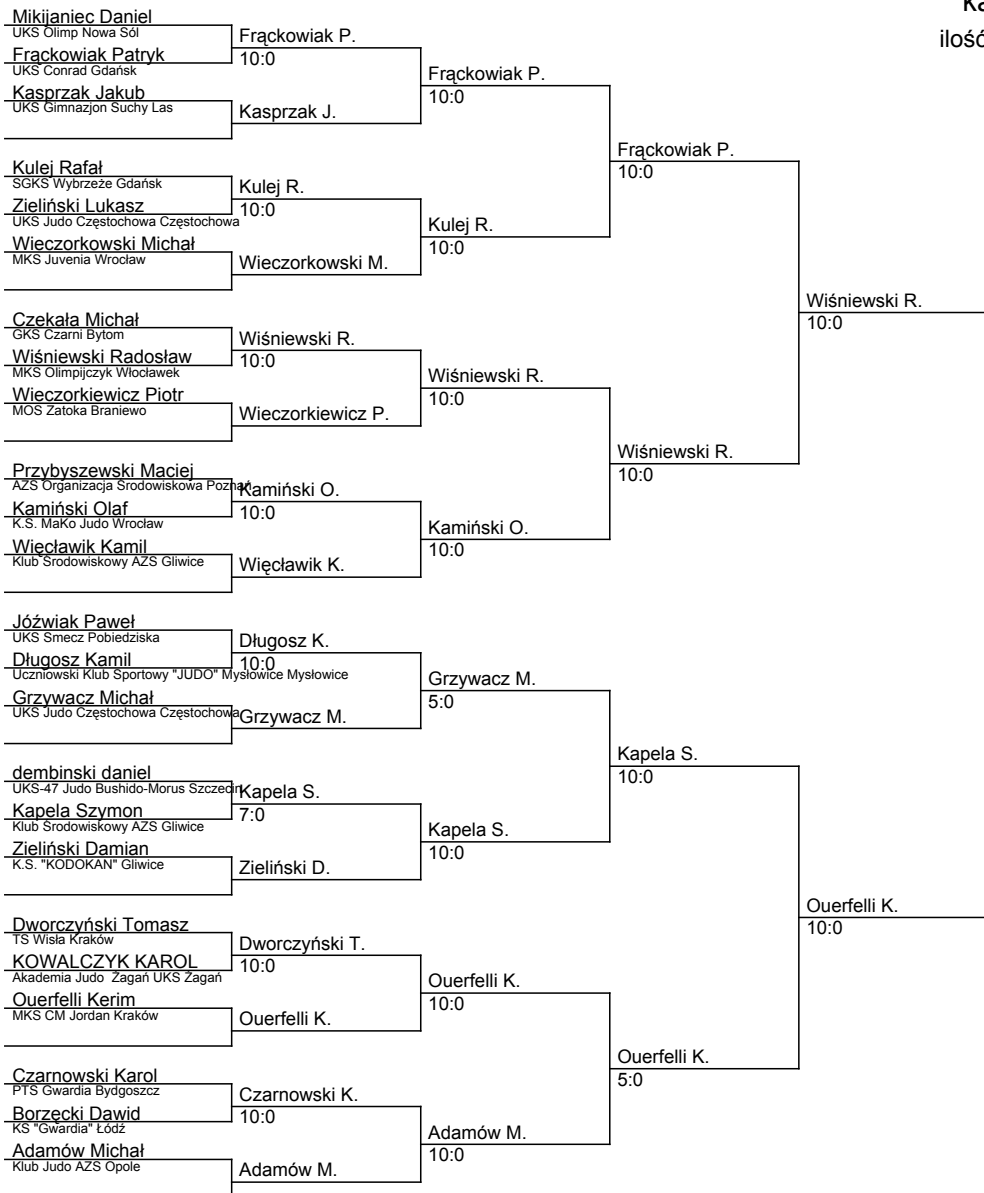 Ka
ilość
Mikijaniec Daniel
UKS Olimp Nowa Sól
Frąckowiak Patryk
UKS Conrad Gdańsk
Kasprzak Jakub
UKS Gimnazjon Suchy Las
Kulej Rafał
SGKS Wybrzeże Gdańsk
Zieliński Lukasz
UKS Judo Częstochowa Częstochowa
Wieczorkowski Michał
MKS Juvenia Wrocław
Czekała Michał
GKS Czarni Bytom
Wiśniewski Radosław
MKS Olimpijczyk Włocławek
Wieczorkiewicz Piotr
MOS Zatoka Braniewo
Przybyszewski Maciej
AZS Organizacja Środowiskowa Poznań
Kamiński Olaf
K.S. MaKo Judo Wrocław
Więcławik Kamil
Klub Środowiskowy AZS Gliwice
Jóźwiak Paweł
UKS Smecz Pobiedziska
Długosz Kamil
Uczniowski Klub Sportowy "JUDO" Mysłowice Mysłowice
Grzywacz Michał
UKS Judo Częstochowa Częstochowa
dembinski daniel
UKS-47 Judo Bushido-Morus Szczecin
Kapela Szymon
Klub Środowiskowy AZS Gliwice
Zieliński Damian
K.S. "KODOKAN" Gliwice
Dworczyński Tomasz
TS Wisła Kraków
KOWALCZYK KAROL
Akademia Judo Żagań UKS Żagań
Ouerfelli Kerim
MKS CM Jordan Kraków
Czarnowski Karol
PTS Gwardia Bydgoszcz
Borzęcki Dawid
KS "Gwardia" Łódź
Adamów Michał
Klub Judo AZS Opole
Frąckowiak P.
10:0
Kasprzak J.
Kulej R.
10:0
Wieczorkowski M.
Wiśniewski R.
10:0
Wieczorkiewicz P.
Kamiński O.
10:0
Więcławik K.
Długosz K.
10:0
Grzywacz M.
Kapela S.
7:0
Zieliński D.
Dworczyński T.
10:0
Ouerfelli K.
Czarnowski K.
10:0
Adamów M.
Frąckowiak P.
10:0
Kulej R.
10:0
Wiśniewski R.
10:0
Kamiński O.
10:0
Grzywacz M.
5:0
Kapela S.
10:0
Ouerfelli K.
10:0
Adamów M.
10:0
Frąckowiak P.
10:0
Wiśniewski R.
10:0
Kapela S.
10:0
Ouerfelli K.
5:0
Wiśniewski R.
10:0
Ouerfelli K.
10:0